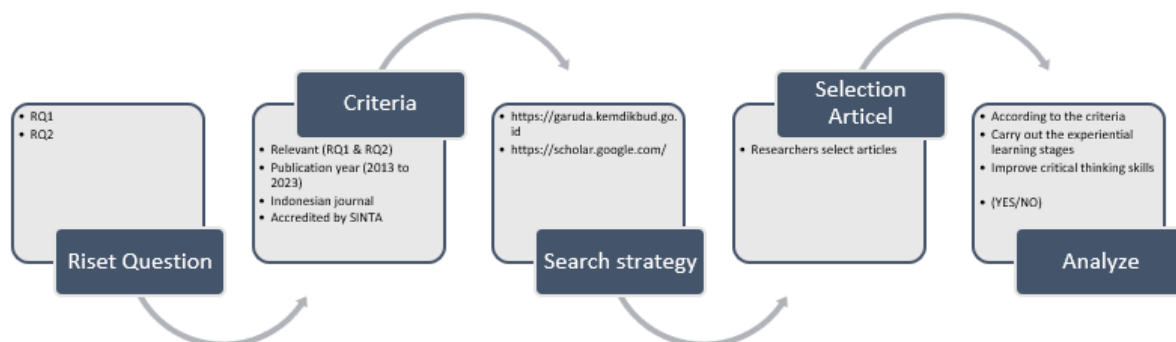 • RQ1
• RQ2
Riset Question
Criteria
• Relevant (RQ1 & RQ2)
• Publication year (2013 to
2023)
• Indonesian journal
• Accredited by SINTA
• https://garuda.kemdikbud.go.
id
• https://scholar.google.com/
Search strategy
Selection
Articel
• Researchers select articles
• According to the criteria
• Carry out the experiential
learning stages
• Improve critical thinking skills
• (YES/NO)
Analyze